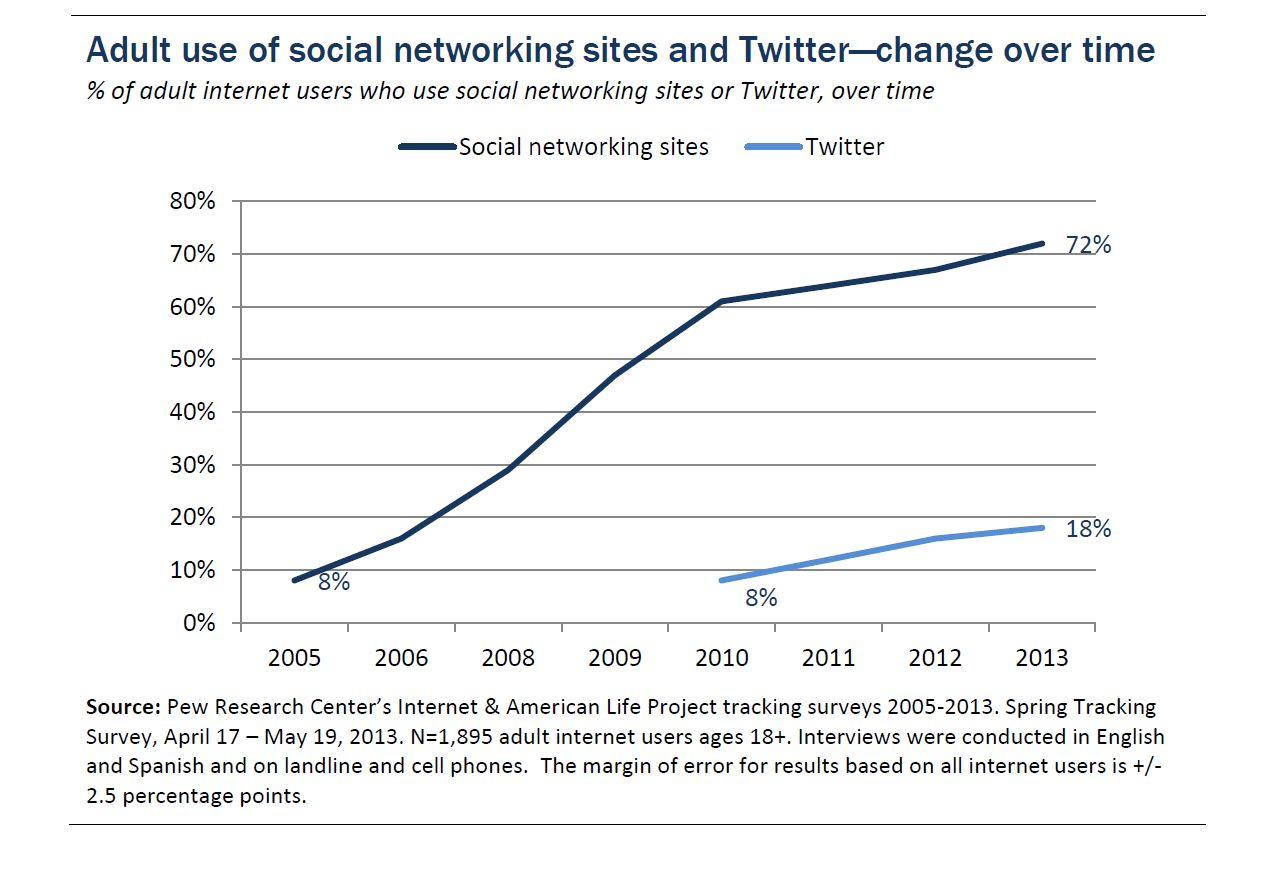 Adult use of social networking sites and Twitter—change over time
% of adult internet users who use social networking sites or Twitter, over time
Social networking sites Twitter
80%
70%
60%
50%
40%
30%
20%
10%
0%
72%
18%
8%
8%
2005 2006 2008 2009 2010 2011 2012 2013
Source: Pew Research Center’s Internet & American Life Project tracking surveys 2005-2013. Spring Tracking
Survey, April 17 – May 19, 2013. N=1,895 adult internet users ages 18+. Interviews were conducted in English
and Spanish and on landline and cell phones.  The margin of error for results based on all internet users is +/-
2.5 percentage points.